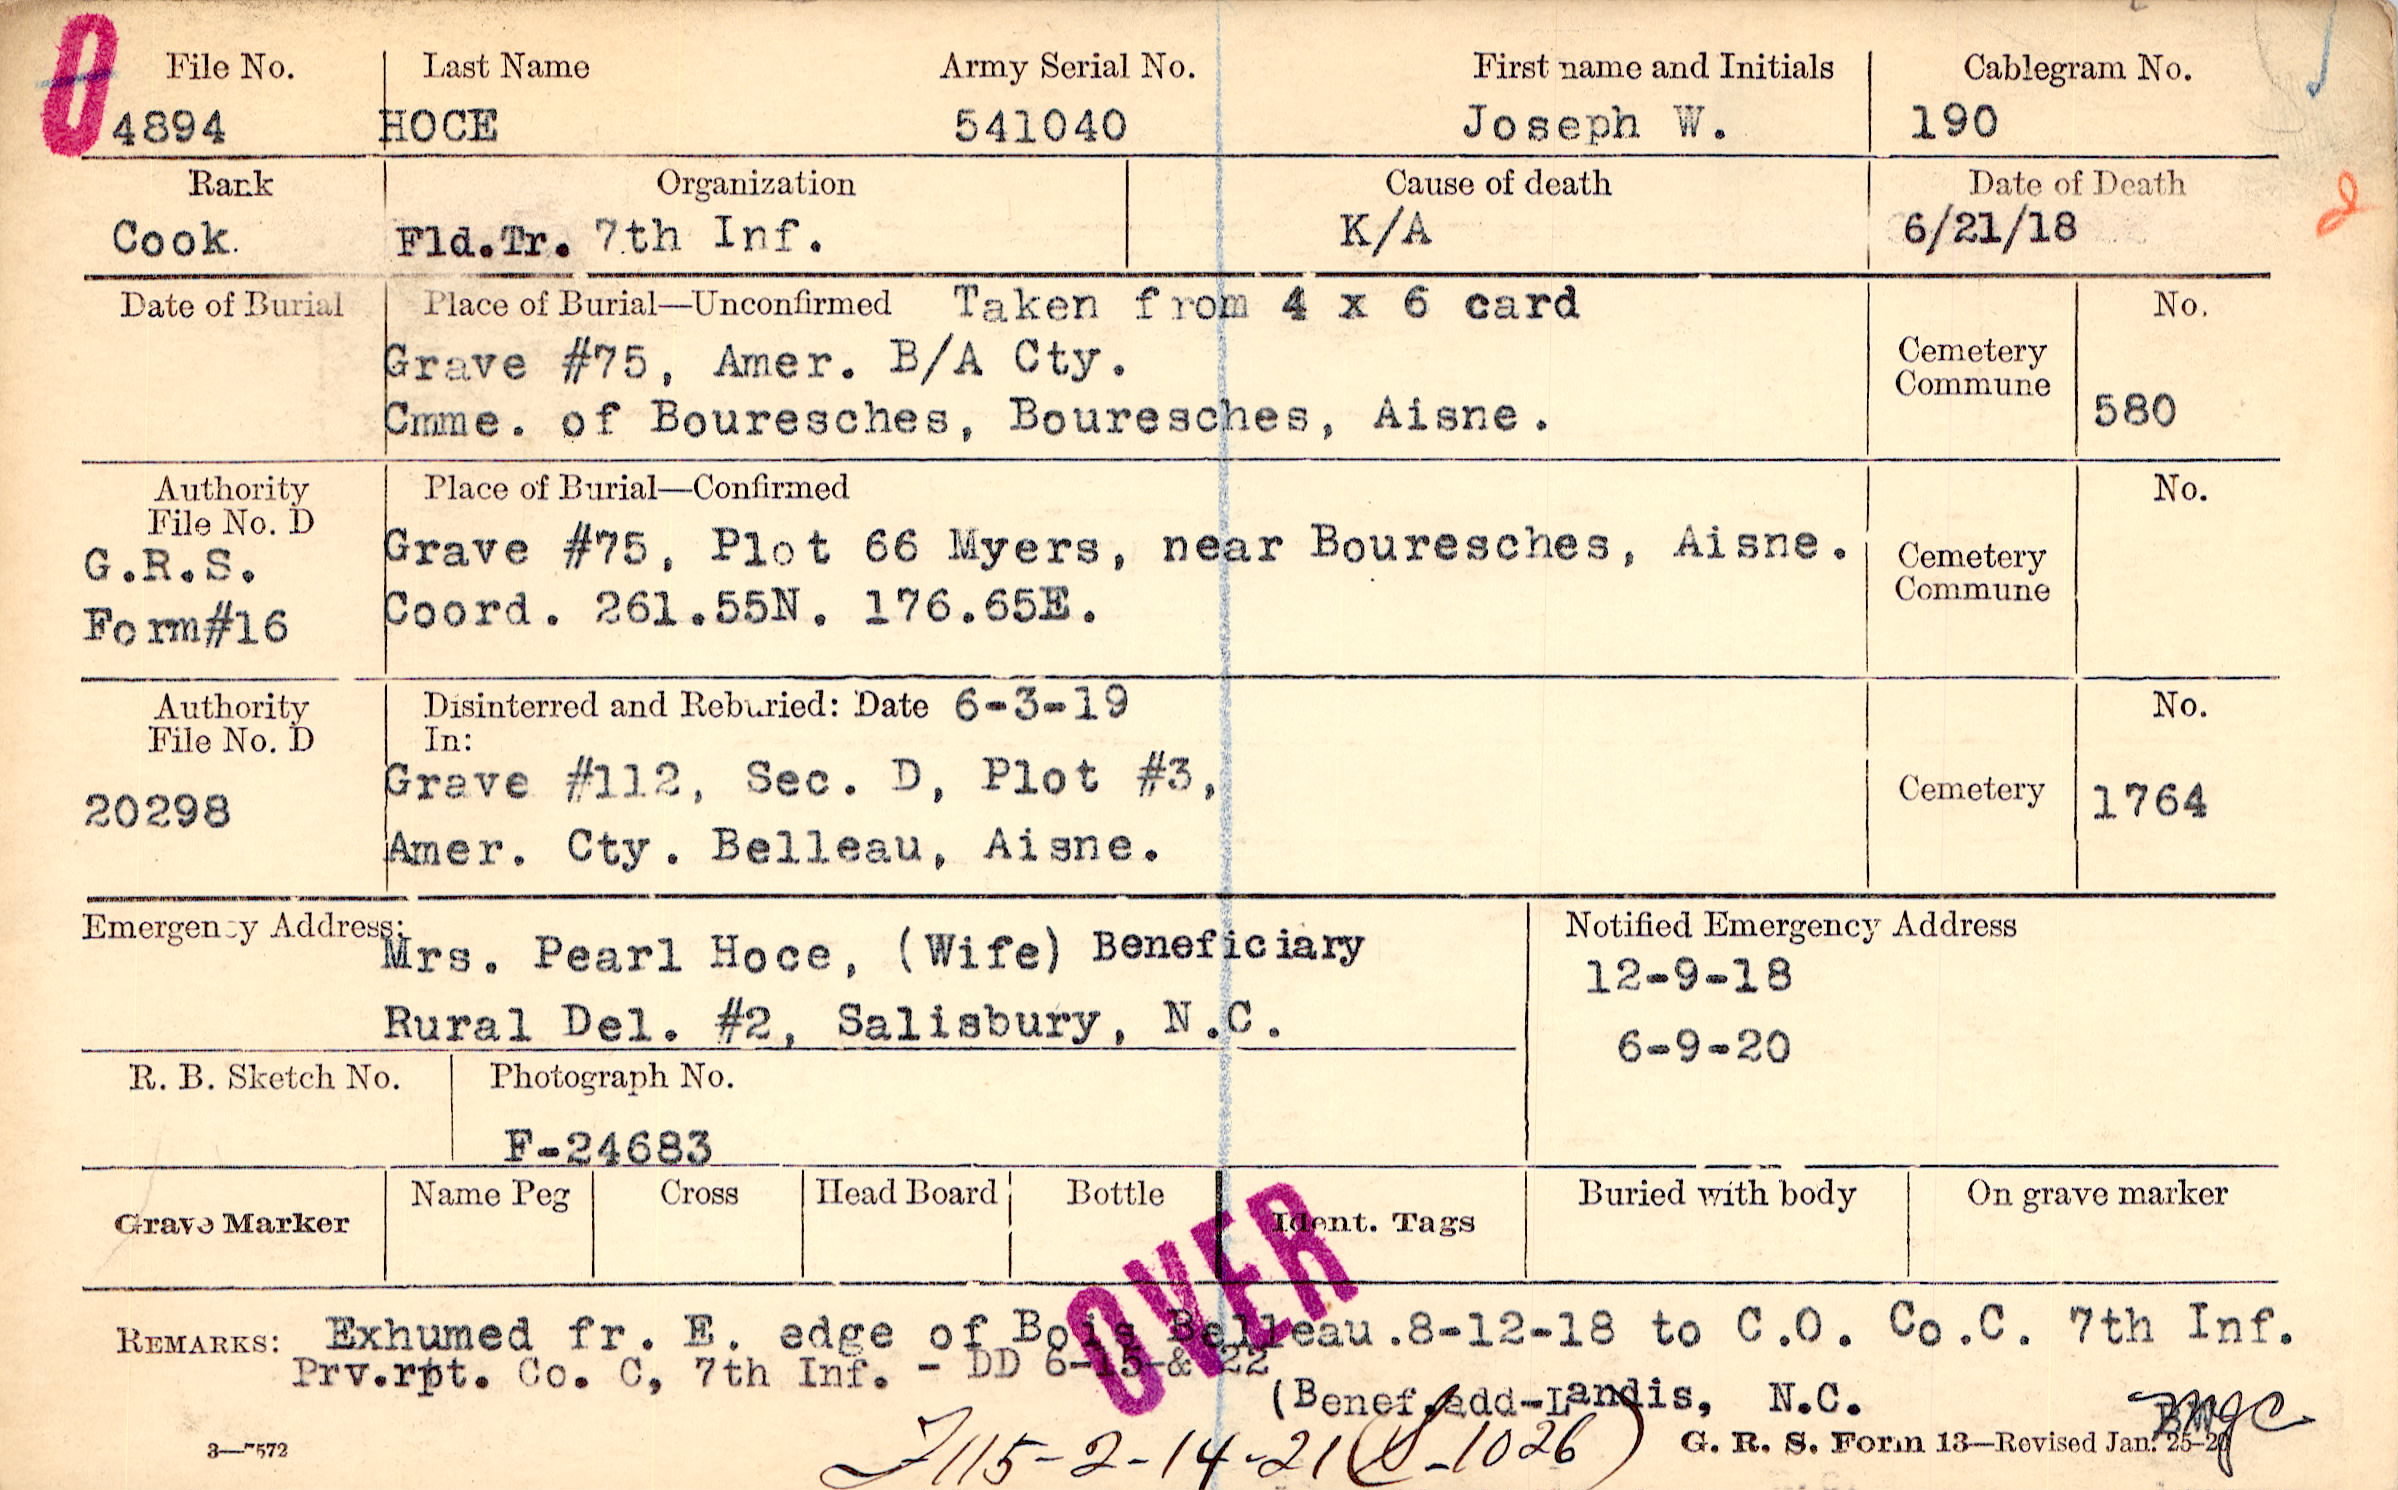 File No. Last Name Army Serial No. First name and Initials Cablegram No.
4894 HOCE 541040 Joseph W. 190
Rank Organization Cause of death Date of Death
Cook. Fld.Tr. 7th Inf. K/A 6/21/18
Date of Burial Place of Burial—Unconfirmed Taken from 4 x 6 card No.
Grave #75, Amer. B/A Cty. Cemetery
Commune
Cmme. of Bouresches, Bouresches, Aisne. 580
Authority Place of Burial—Confirmed No.
File No. D
G.R.S. Grave #75, Plot 66 Myers, near Bouresches, Aisne. Cemetery
Commune
Form#16 Coord. 261.55N. 176.65E.
Authority Disinterred and Reburied: Date 6-3-19 No.
File No. D In:
20298 Grave #112, Sec. D, Plot #3, Cemetery 1764
Amer. Cty. Belleau, Aisne.
Emergency Address: Notified Emergency Address
Mrs. Pearl Hoce, (Wife) Beneficiary 12-9-18
Rural Del. #2, Salisbury, N.C. 6-9-20
R. B. Sketch No. Photograph No.
F-24683
Grave Marker Name Peg Cross Head Board Bottle Ident. Tags Buried with body On grave marker
OVER
REMARKS: Exhumed fr. E. edge of Bois Belleau.8-12-18 to C.O. Co.C. 7th Inf.
Prv.rpt. Co. C, 7th Inf. - DD 6-15-& 22
(Benef.add-Landis, N.C.
3—7572 7115-2-14-21 (S-1026) G. R. S. Form 13—Revised Jan. 25-20